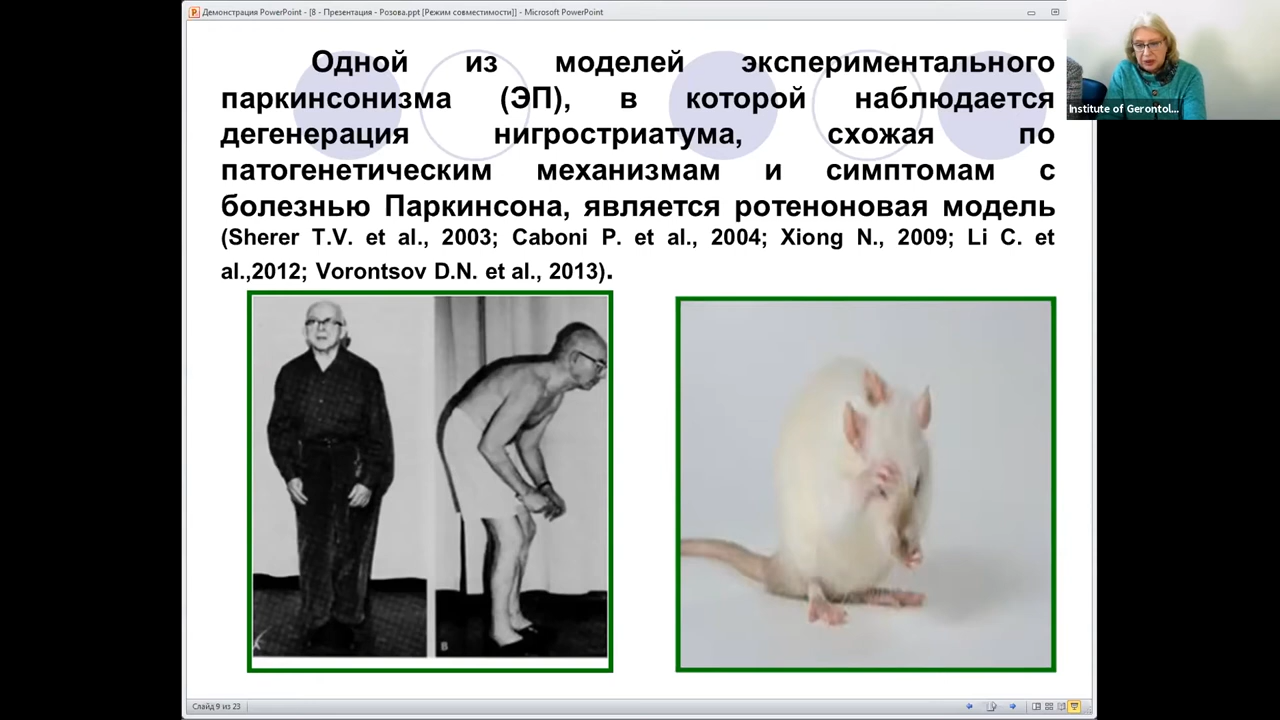 Демонстрация PowerPoint - [8 - Презентация - Розова.ppt [Режим совместимости]] - Microsoft PowerPoint
Institute of Gerontol...
Одной из моделей экспериментального
паркинсонизма (ЭП), в которой наблюдается
дегенерация нигростриатума, схожая по
патогенетическим механизмам и симптомам с
болезнью Паркинсона, является ротеноновая модель
(Sherer T.V. et al., 2003; Caboni P. et al., 2004; Xiong N., 2009; Li C. et
al.,2012; Vorontsov D.N. et al., 2013).
B
Слайд 9 из 23